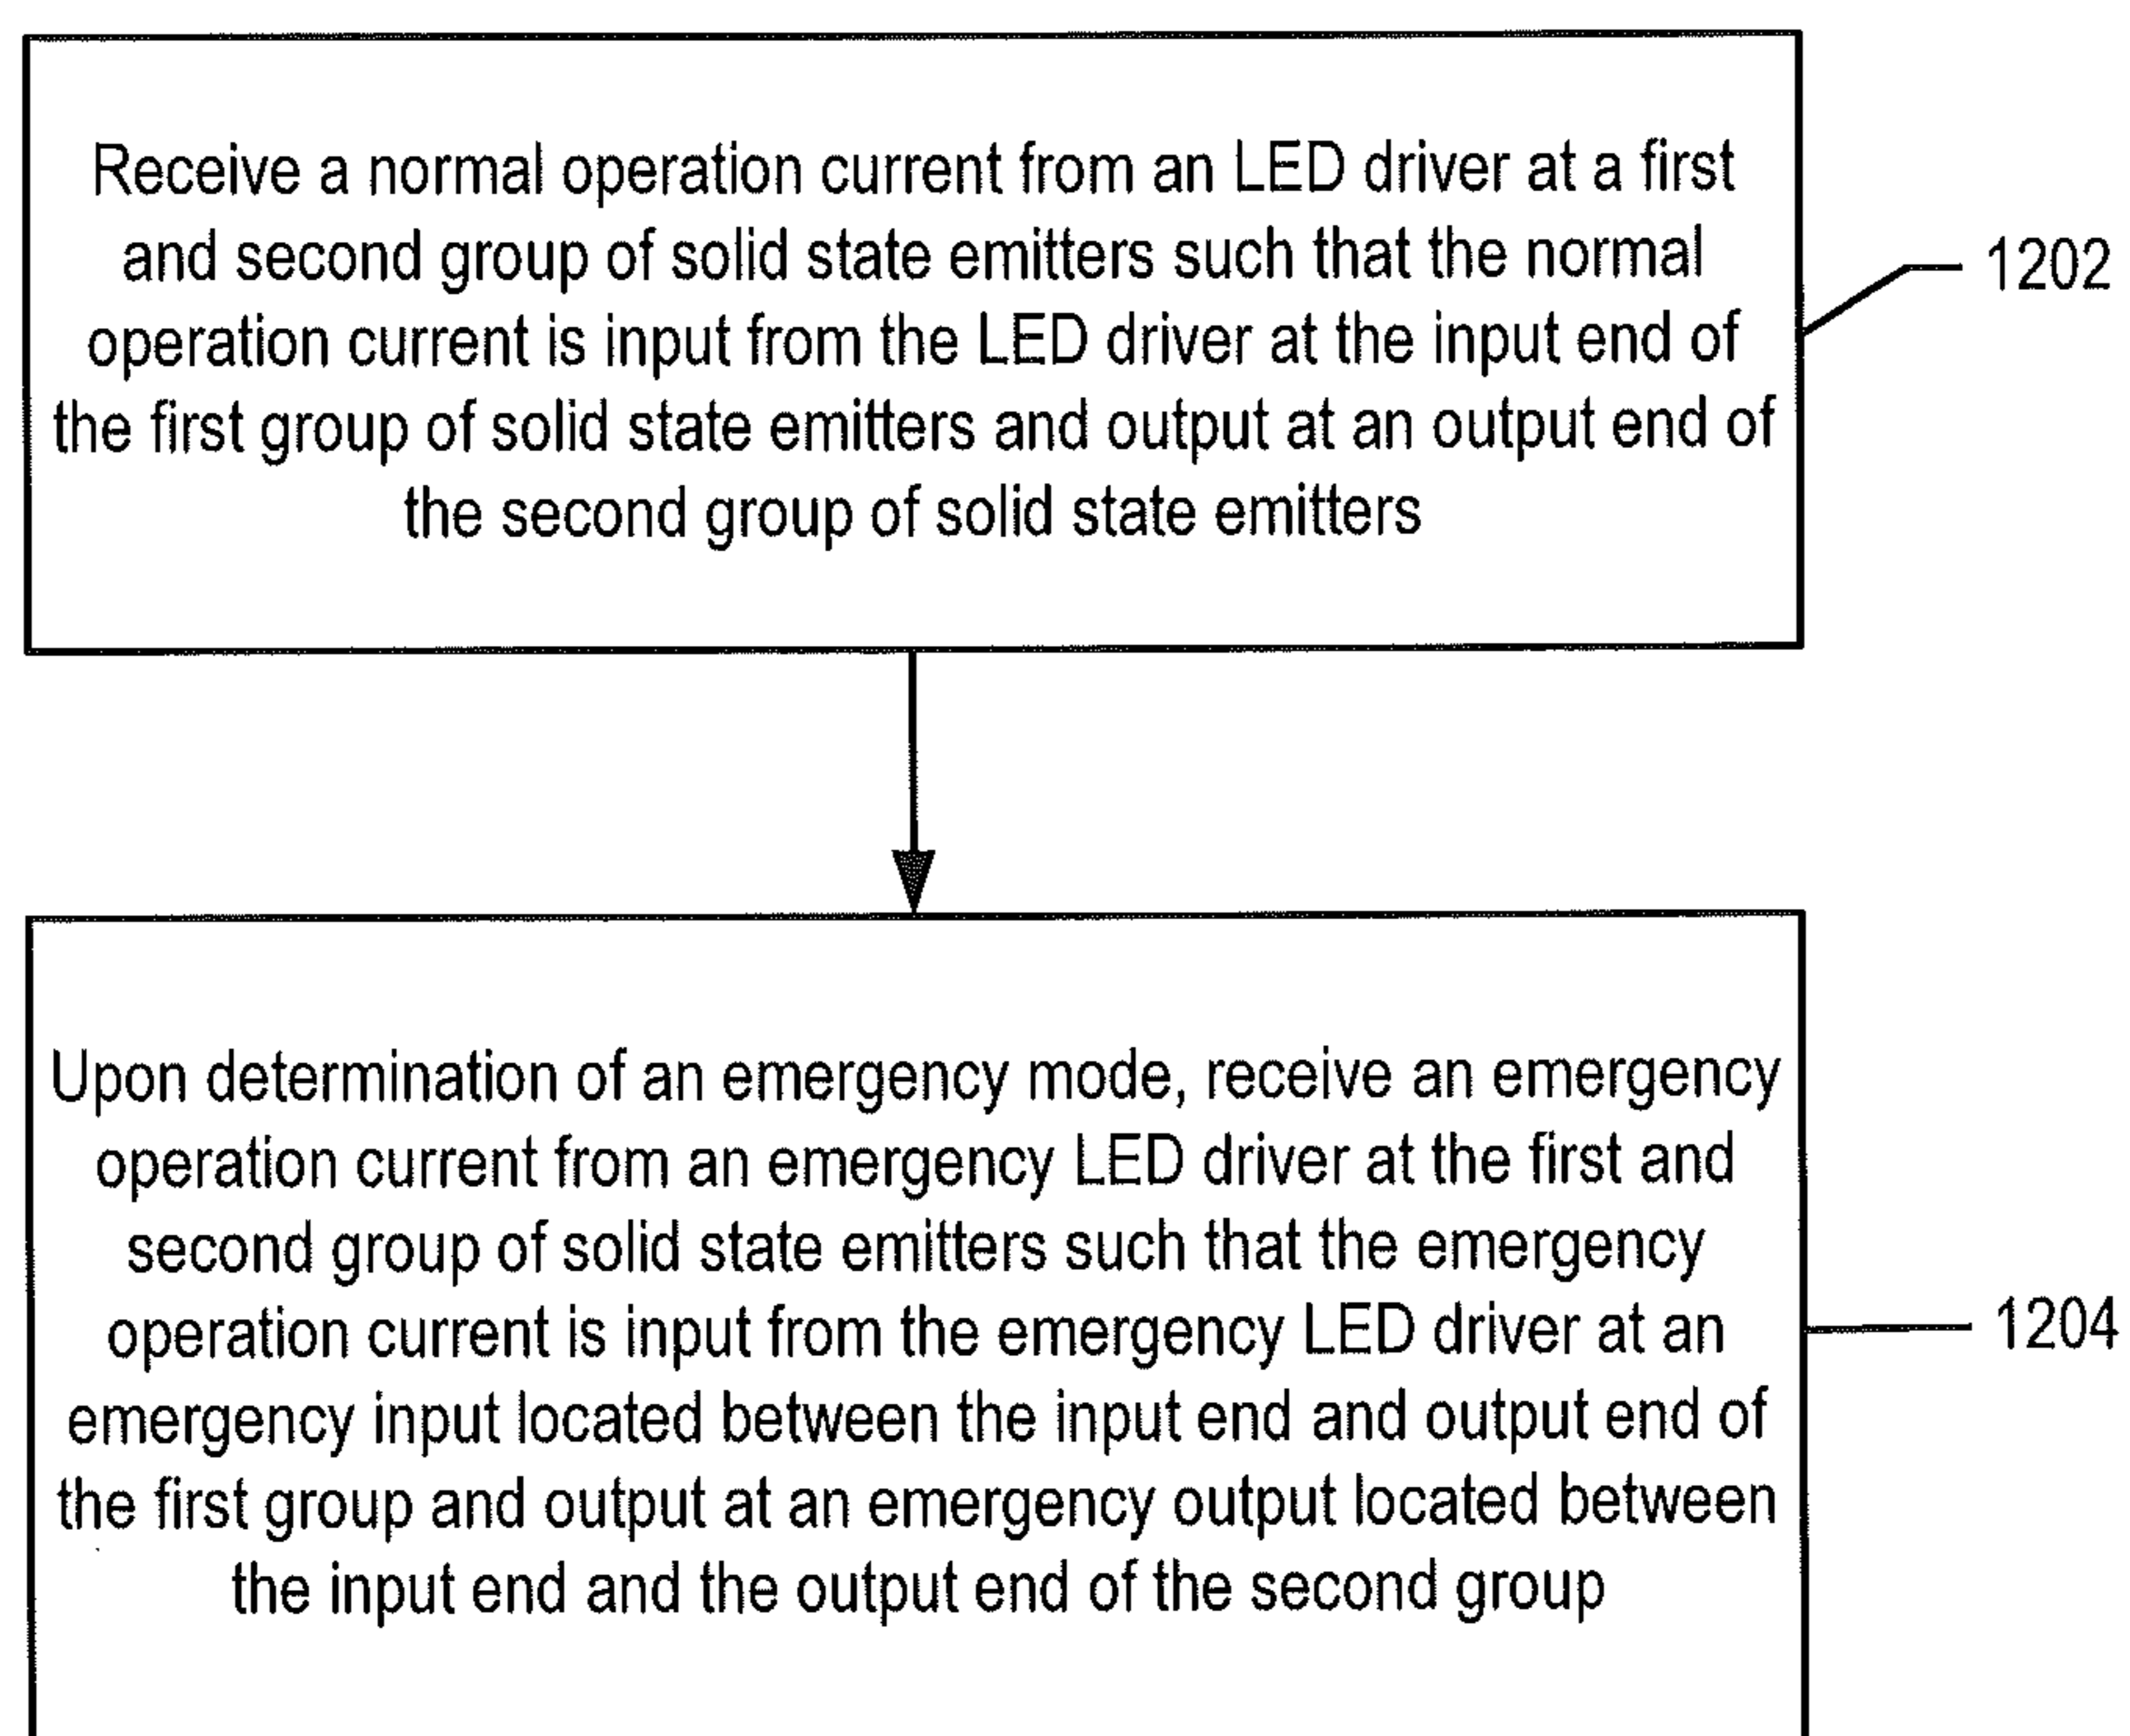 Receive a normal operation current from an LED driver at a first
and second group of solid state emitters such that the normal
operation current is input from the LED driver at the input end of
the first group of solid state emitters and output at an output end of
the second group of solid state emitters
1202
Upon determination of an emergency mode, receive an emergency
operation current from an emergency LED driver at the first and
second group of solid state emitters such that the emergency
operation current is input from the emergency LED driver at an
emergency input located between the input end and output end of
the first group and output at an emergency output located between
the input end and the output end of the second group
1204